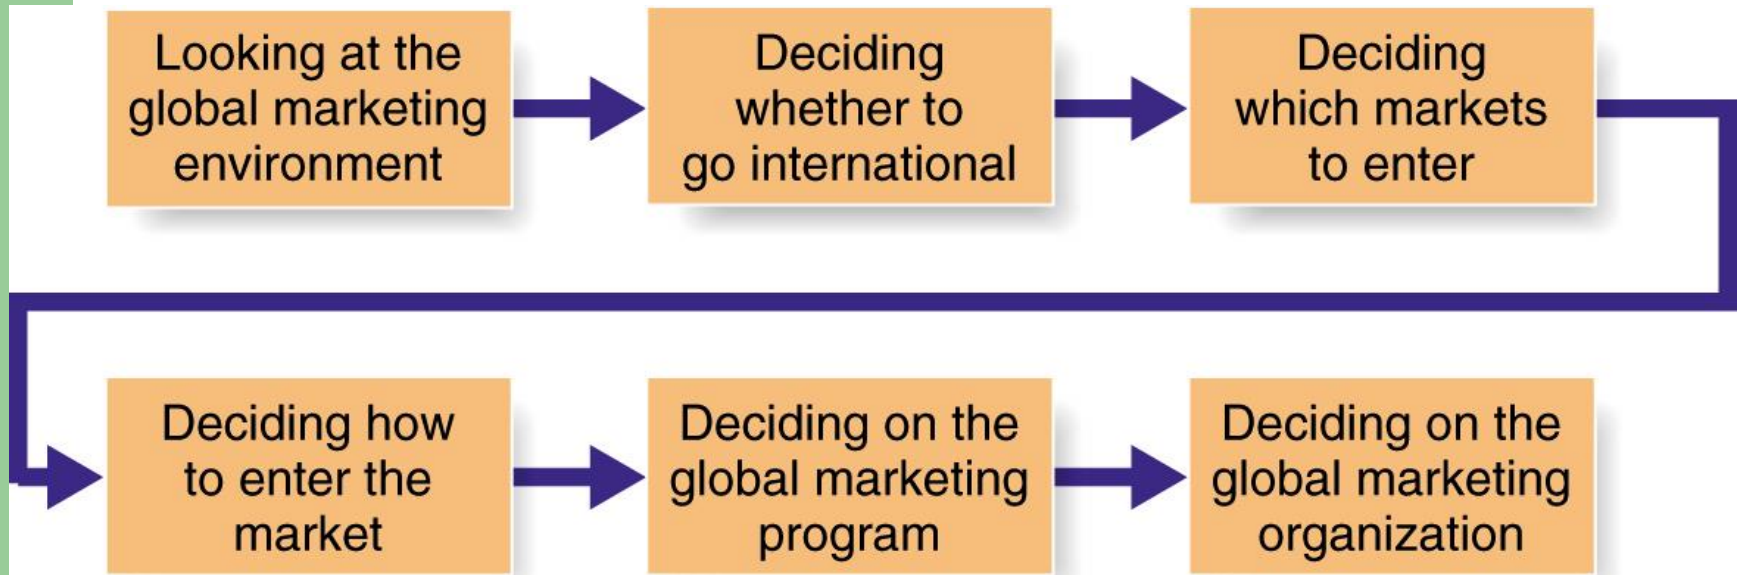 Looking at the
global marketing
environment
Deciding
whether to
go international
Deciding
which markets
to enter
Deciding how
to enter the
market
Deciding on the
global marketing
program
Deciding on the
global marketing
organization